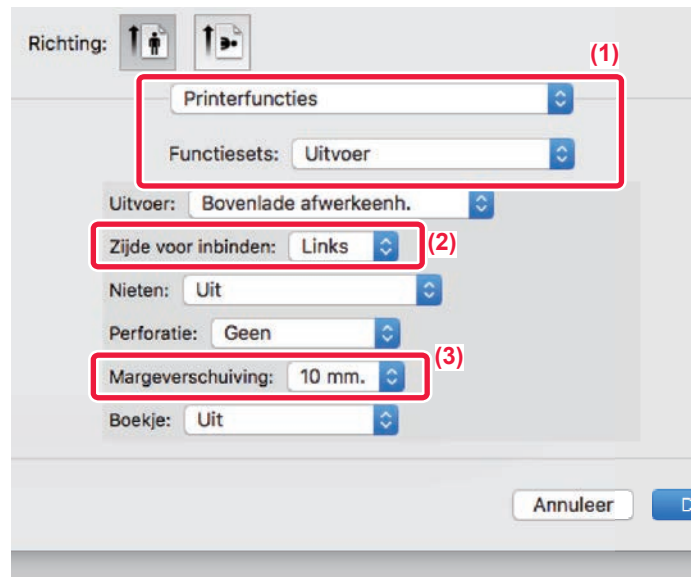 Richting:
(1)
Printerfuncties
Functiesets: Uitvoer
Uitvoer: Bovenlade afwerkeenh.
Zijde voor inbinden: Links (2)
Nieten: Uit
Perforatie: Geen
Margeverschuiving: 10 mm. (3)
Boekje: Uit
Annuleer